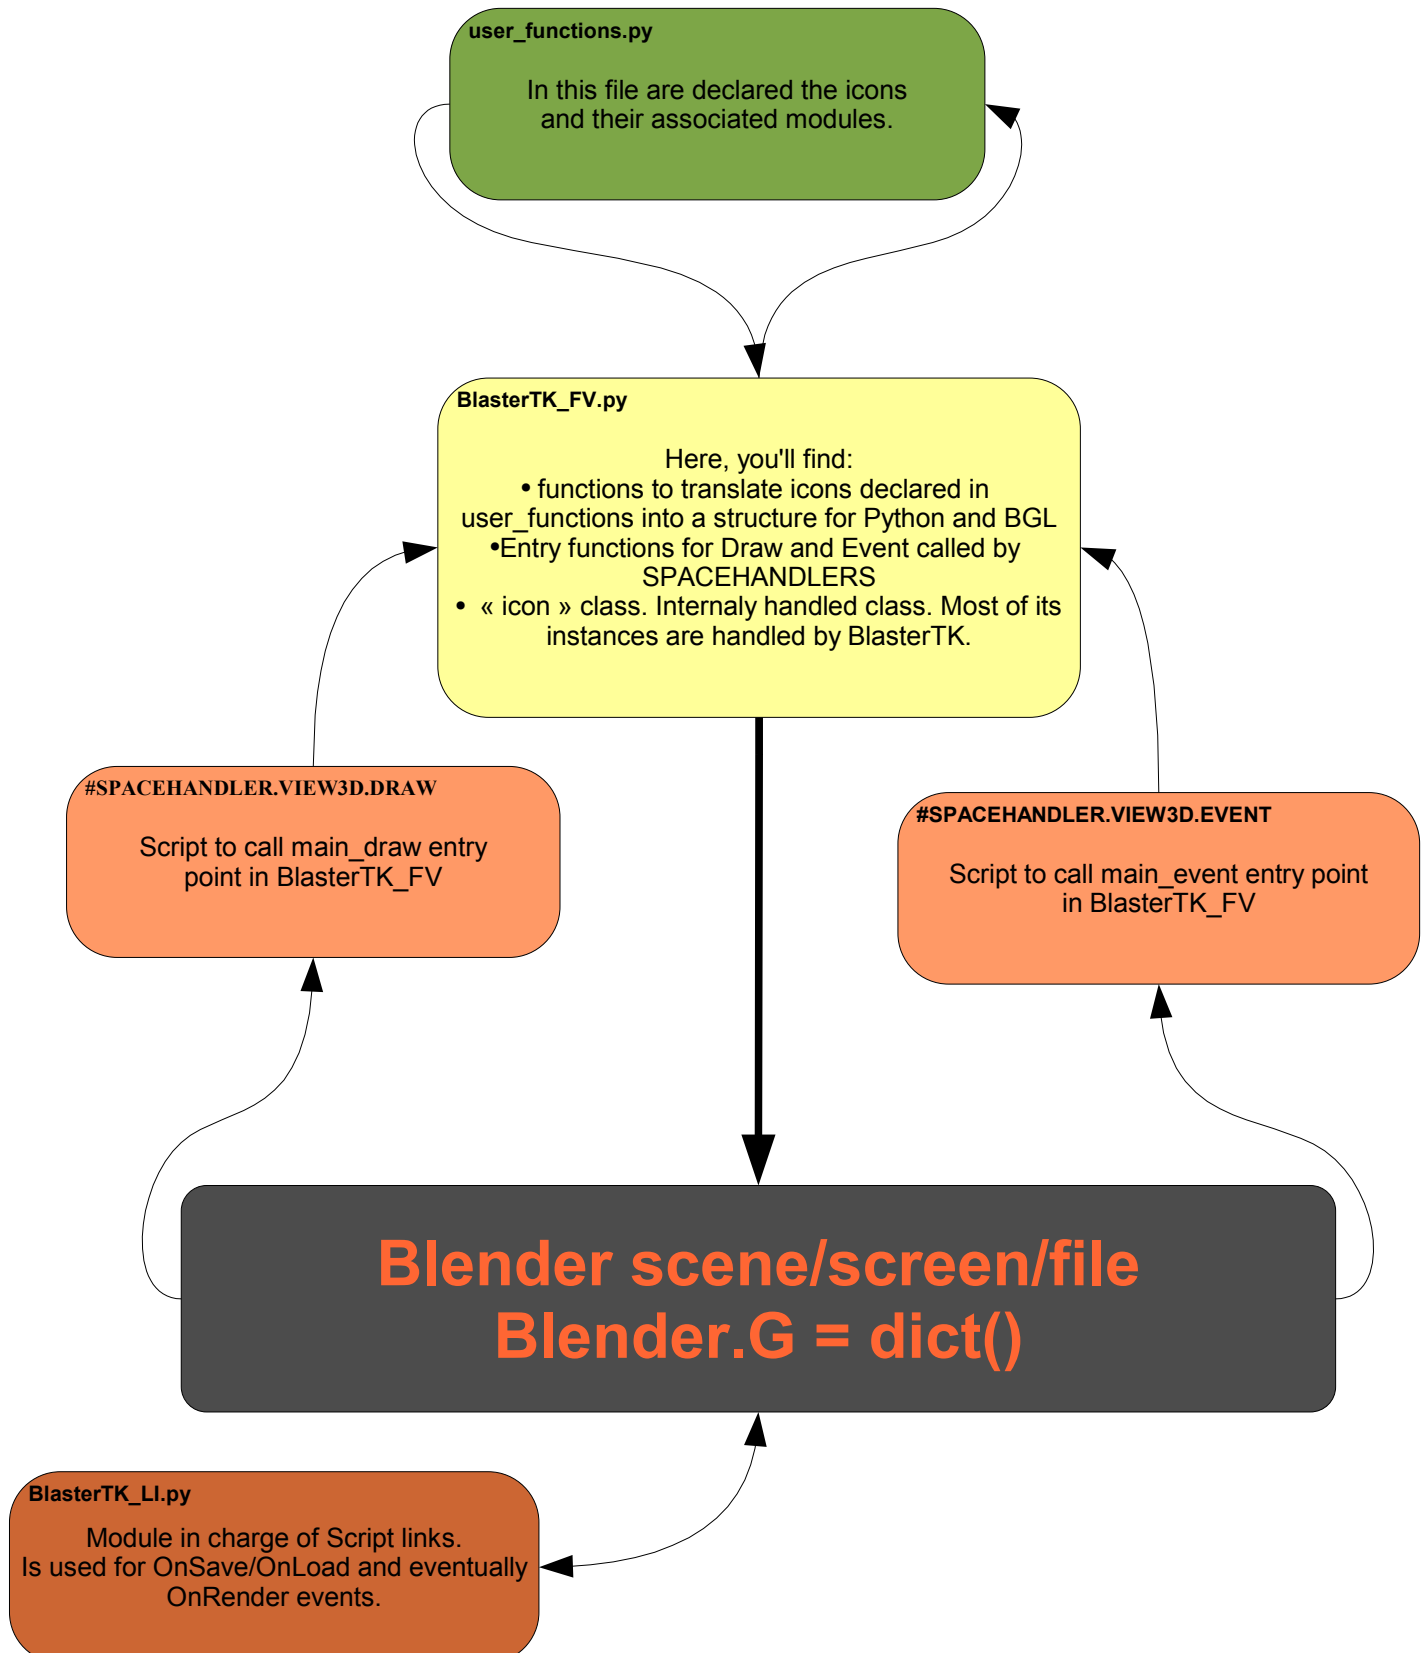 user_functions.py
In this file are declared the icons
and their associated modules.
BlasterTK_FV.py
Here, you'll find:
• functions to translate icons declared in
user_functions into a structure for Python and BGL
•Entry functions for Draw and Event called by
SPACEHANDLERS
• « icon » class. Internaly handled class. Most of its
instances are handled by BlasterTK.
#SPACEHANDLER.VIEW3D.DRAW
Script to call main_draw entry
point in BlasterTK_FV
#SPACEHANDLER.VIEW3D.EVENT
Script to call main_event entry point
in BlasterTK_FV
Blender scene/screen/file
Blender.G = dict()
BlasterTK_LI.py
Module in charge of Script links.
Is used for OnSave/OnLoad and eventually
OnRender events.